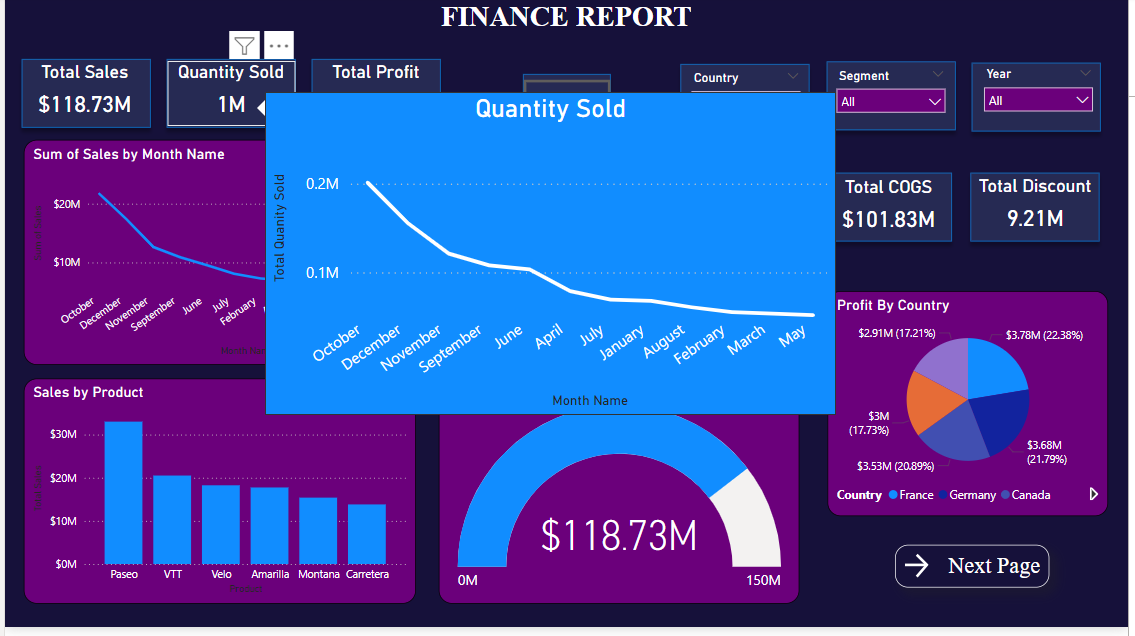 FINANCE REPORT
Total Sales
$118.73M
Quantity Sold
1M
Total Profit
Country
Segment
All
Year
All
Sum of Sales by Month Name
$20M
$10M
October
December
November
September
June
July
February
Month Na
Quantity Sold
Total Quanity Sold
0.2M
0.1M
October
December
November
September
June
April
July
January
August
February
March
May
Month Name
Total COGS
$101.83M
Total Discount
9.21M
Profit By Country
$2.91M (17.21%)
$3.78M (22.38%)
$3M
(17.73%)
$3.68M
(21.79%)
$3.53M (20.89%)
Country
France
Germany
Canada
Sales by Product
$30M
$20M
$10M
$0M
Paseo
VTT
Velo
Amarilla
Montana
Carretera
Product
$118.73M
0M
150M
Next Page